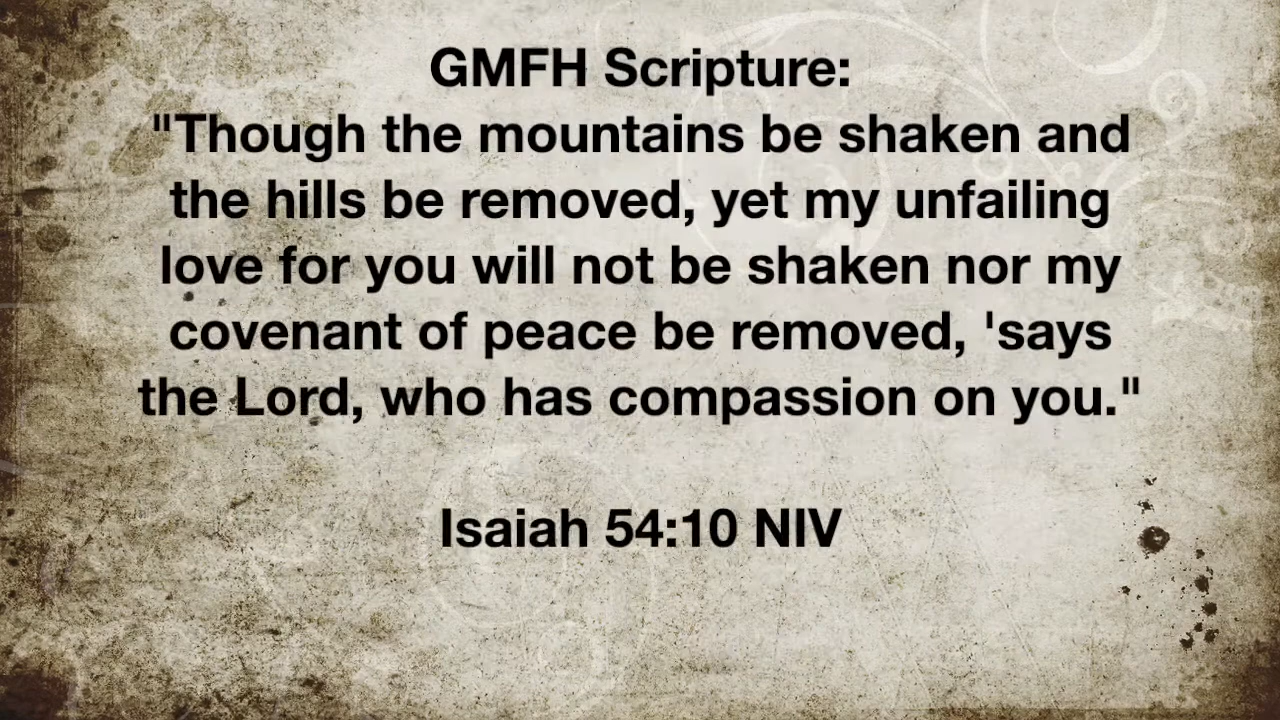 GMFH Scripture:
"Though the mountains be shaken and
the hills be removed, yet my unfailing
love for you will not be shaken nor my
covenant of peace be removed, 'says
the Lord, who has compassion on you."
Isaiah 54:10 NIV